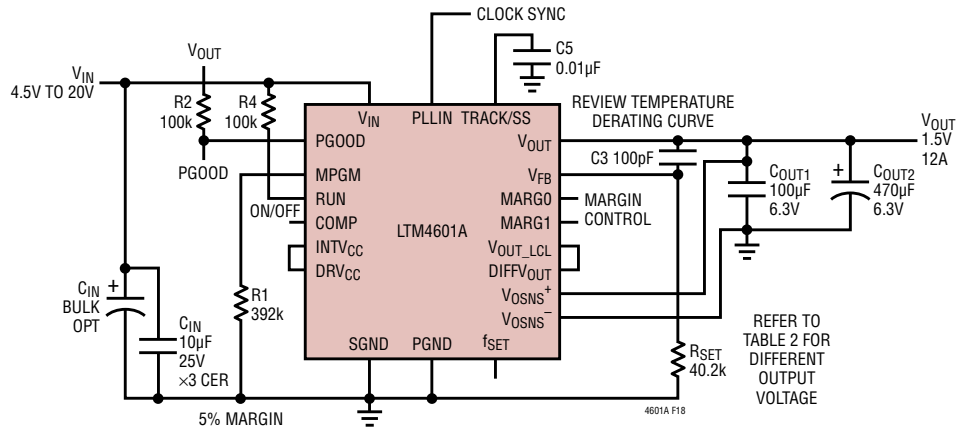 CLOCK SYNC
C5
0.01µF
VOUT
VIN
4.5V TO 20V
R2
100k
R4
100k
REVIEW TEMPERATURE
DERATING CURVE
VIN
PLLIN
TRACK/SS
VOUT
1.5V
12A
PGOOD
VOUT
C3 100pF
PGOOD
MPGM
VFB
COUT1
100µF
6.3V
+
COUT2
470µF
6.3V
RUN
MARG0
MARGIN
CONTROL
ON/OFF
COMP
LTM4601A
MARG1
INTVCC
VOUT_LCL
DRVCC
DIFFVOUT
CIN
BULK
OPT
+
R1
392k
VOSNS+
VOSNS–
CIN
10µF
25V
×3 CER
SGND
PGND
fSET
RSET
40.2k
REFER TO
TABLE 2 FOR
DIFFERENT
OUTPUT
VOLTAGE
5% MARGIN
4601A F18